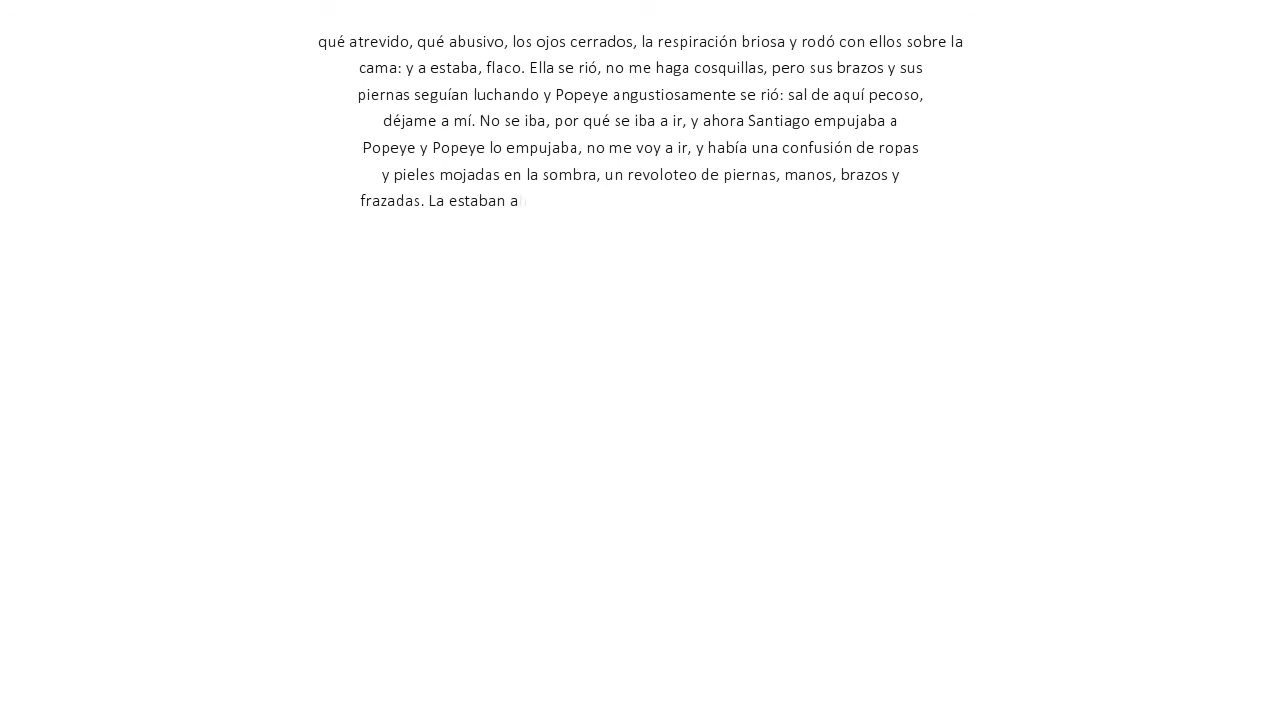 qué atrevido, qué abusivo, los ojos cerrados, la respiración briosa y rodó con ellos sobre la
cama: y a estaba, flaco. Ella se rió, no me haga cosquillas, pero sus brazos y sus
piernas seguían luchando y Popeye angustiosamente se rió: sal de aquí pecoso,
déjame a mí. No se iba, por qué se iba a ir, y ahora Santiago empujaba a
Popeye y Popeye lo empujaba, no me voy a ir, y había una confusión de ropas
y pieles mojadas en la sombra, un revoloteo de piernas, manos, brazos y
frazadas. La estaban ah